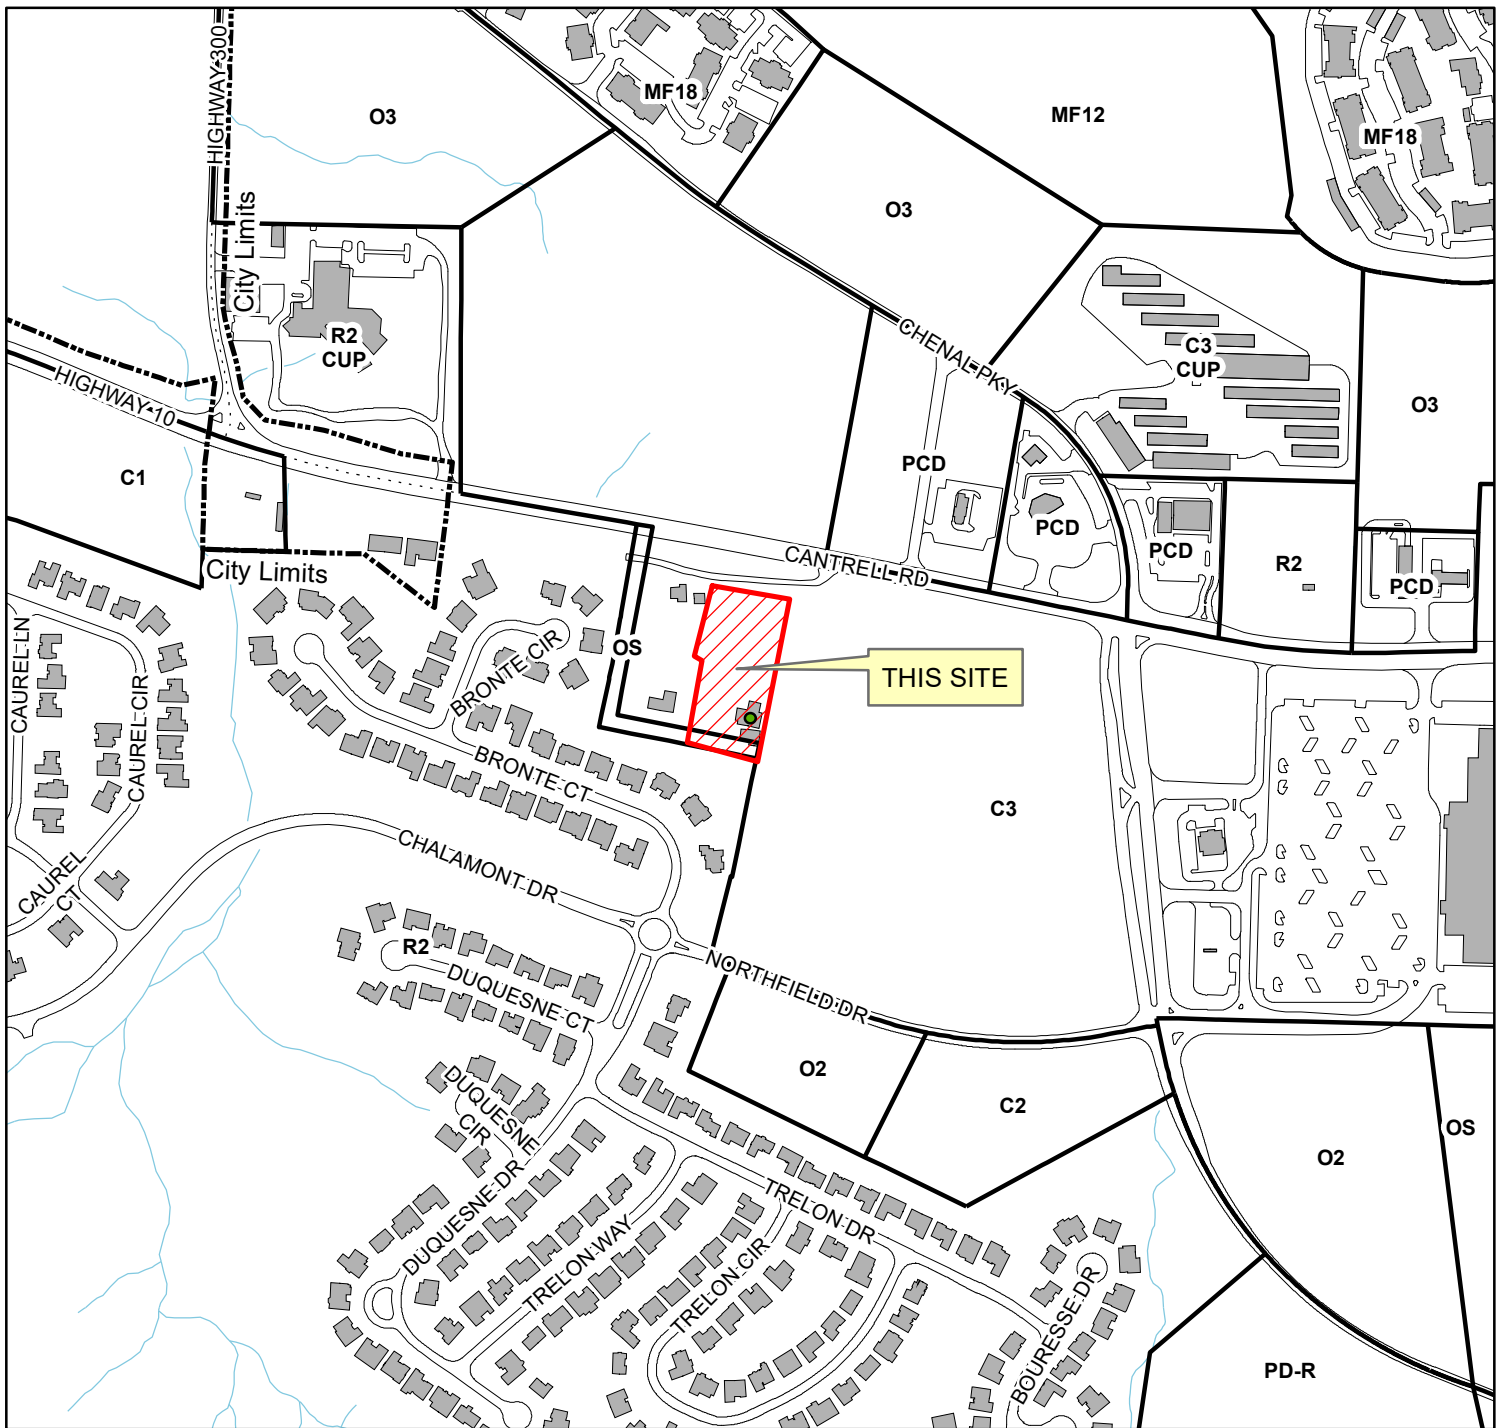 HIGHWAY 300
O3
MF18
MF12
MF18
O3
City Limits
R2
CUP
CHENAL PKY
C3
CUP
O3
HIGHWAY 10
C1
PCD
PCD
PCD
R2
PCD
CANTRELL RD
City Limits
OS
THIS SITE
CAUREL LN
CAUREL CIR
BRONTE CIR
BRONTE CT
C3
CHALAMONT DR
CAUREL
CT
R2
DUQUESNE CT
NORTHFIELD DR
O2
C2
DUQUESNE
CIR
DUQUESNE DR
TRELON WAY
TRELON CIR
TRELON DR
BOURESSE DR
O2
OS
PD-R